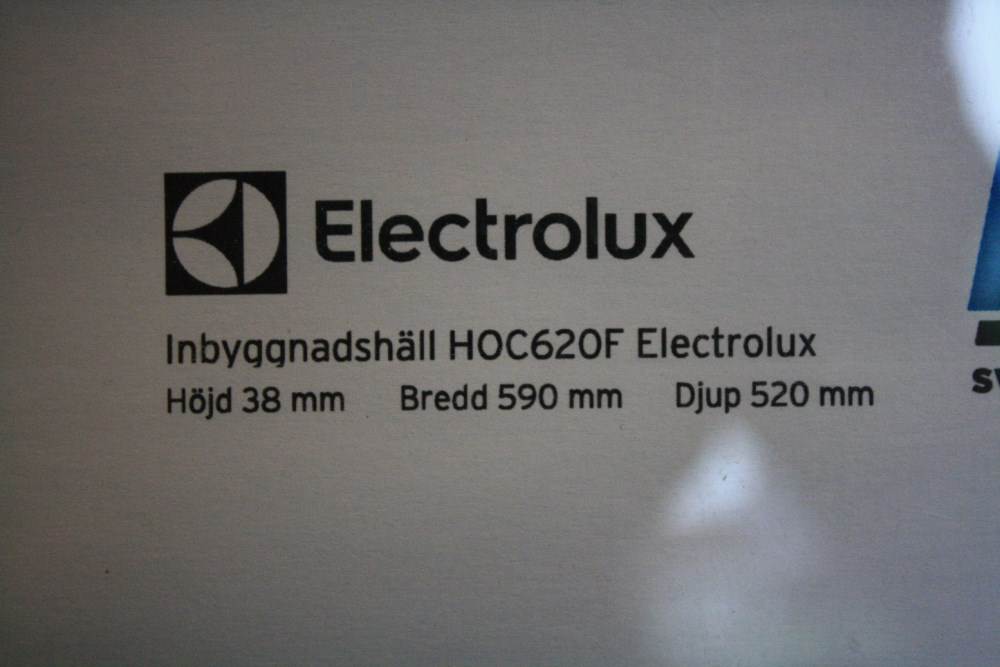 Electrolux
Inbyggnadshäll HOC620F Electrolux
Höjd 38 mm Bredd 590 mm Djup 520 mm